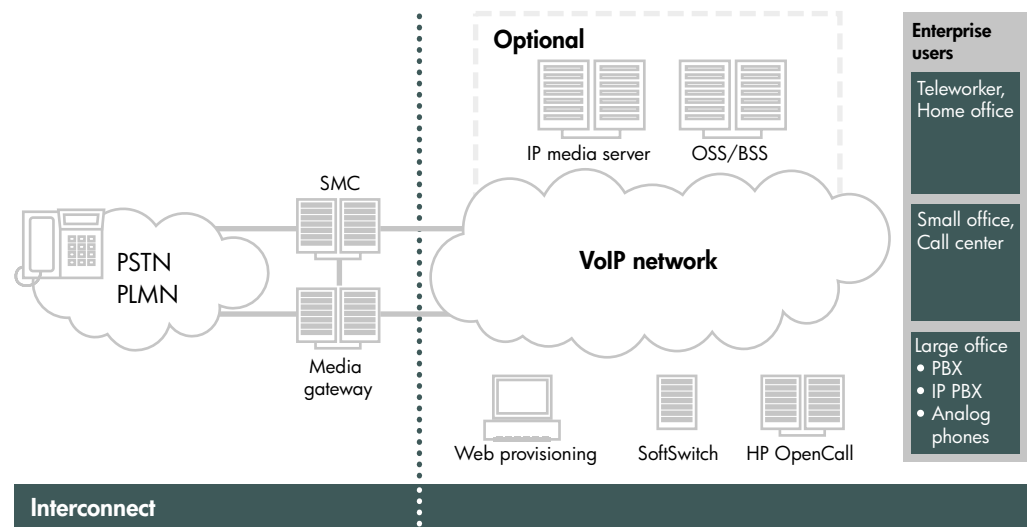 Optional
IP media server
OSS/BSS
SMC
PSTN
PLMN
Media
gateway
VoIP network
Web provisioning
SoftSwitch
HP OpenCall
Enterprise
users
Teleworker,
Home office
Small office,
Call center
Large office
• PBX
• IP PBX
• Analog
phones
Interconnect